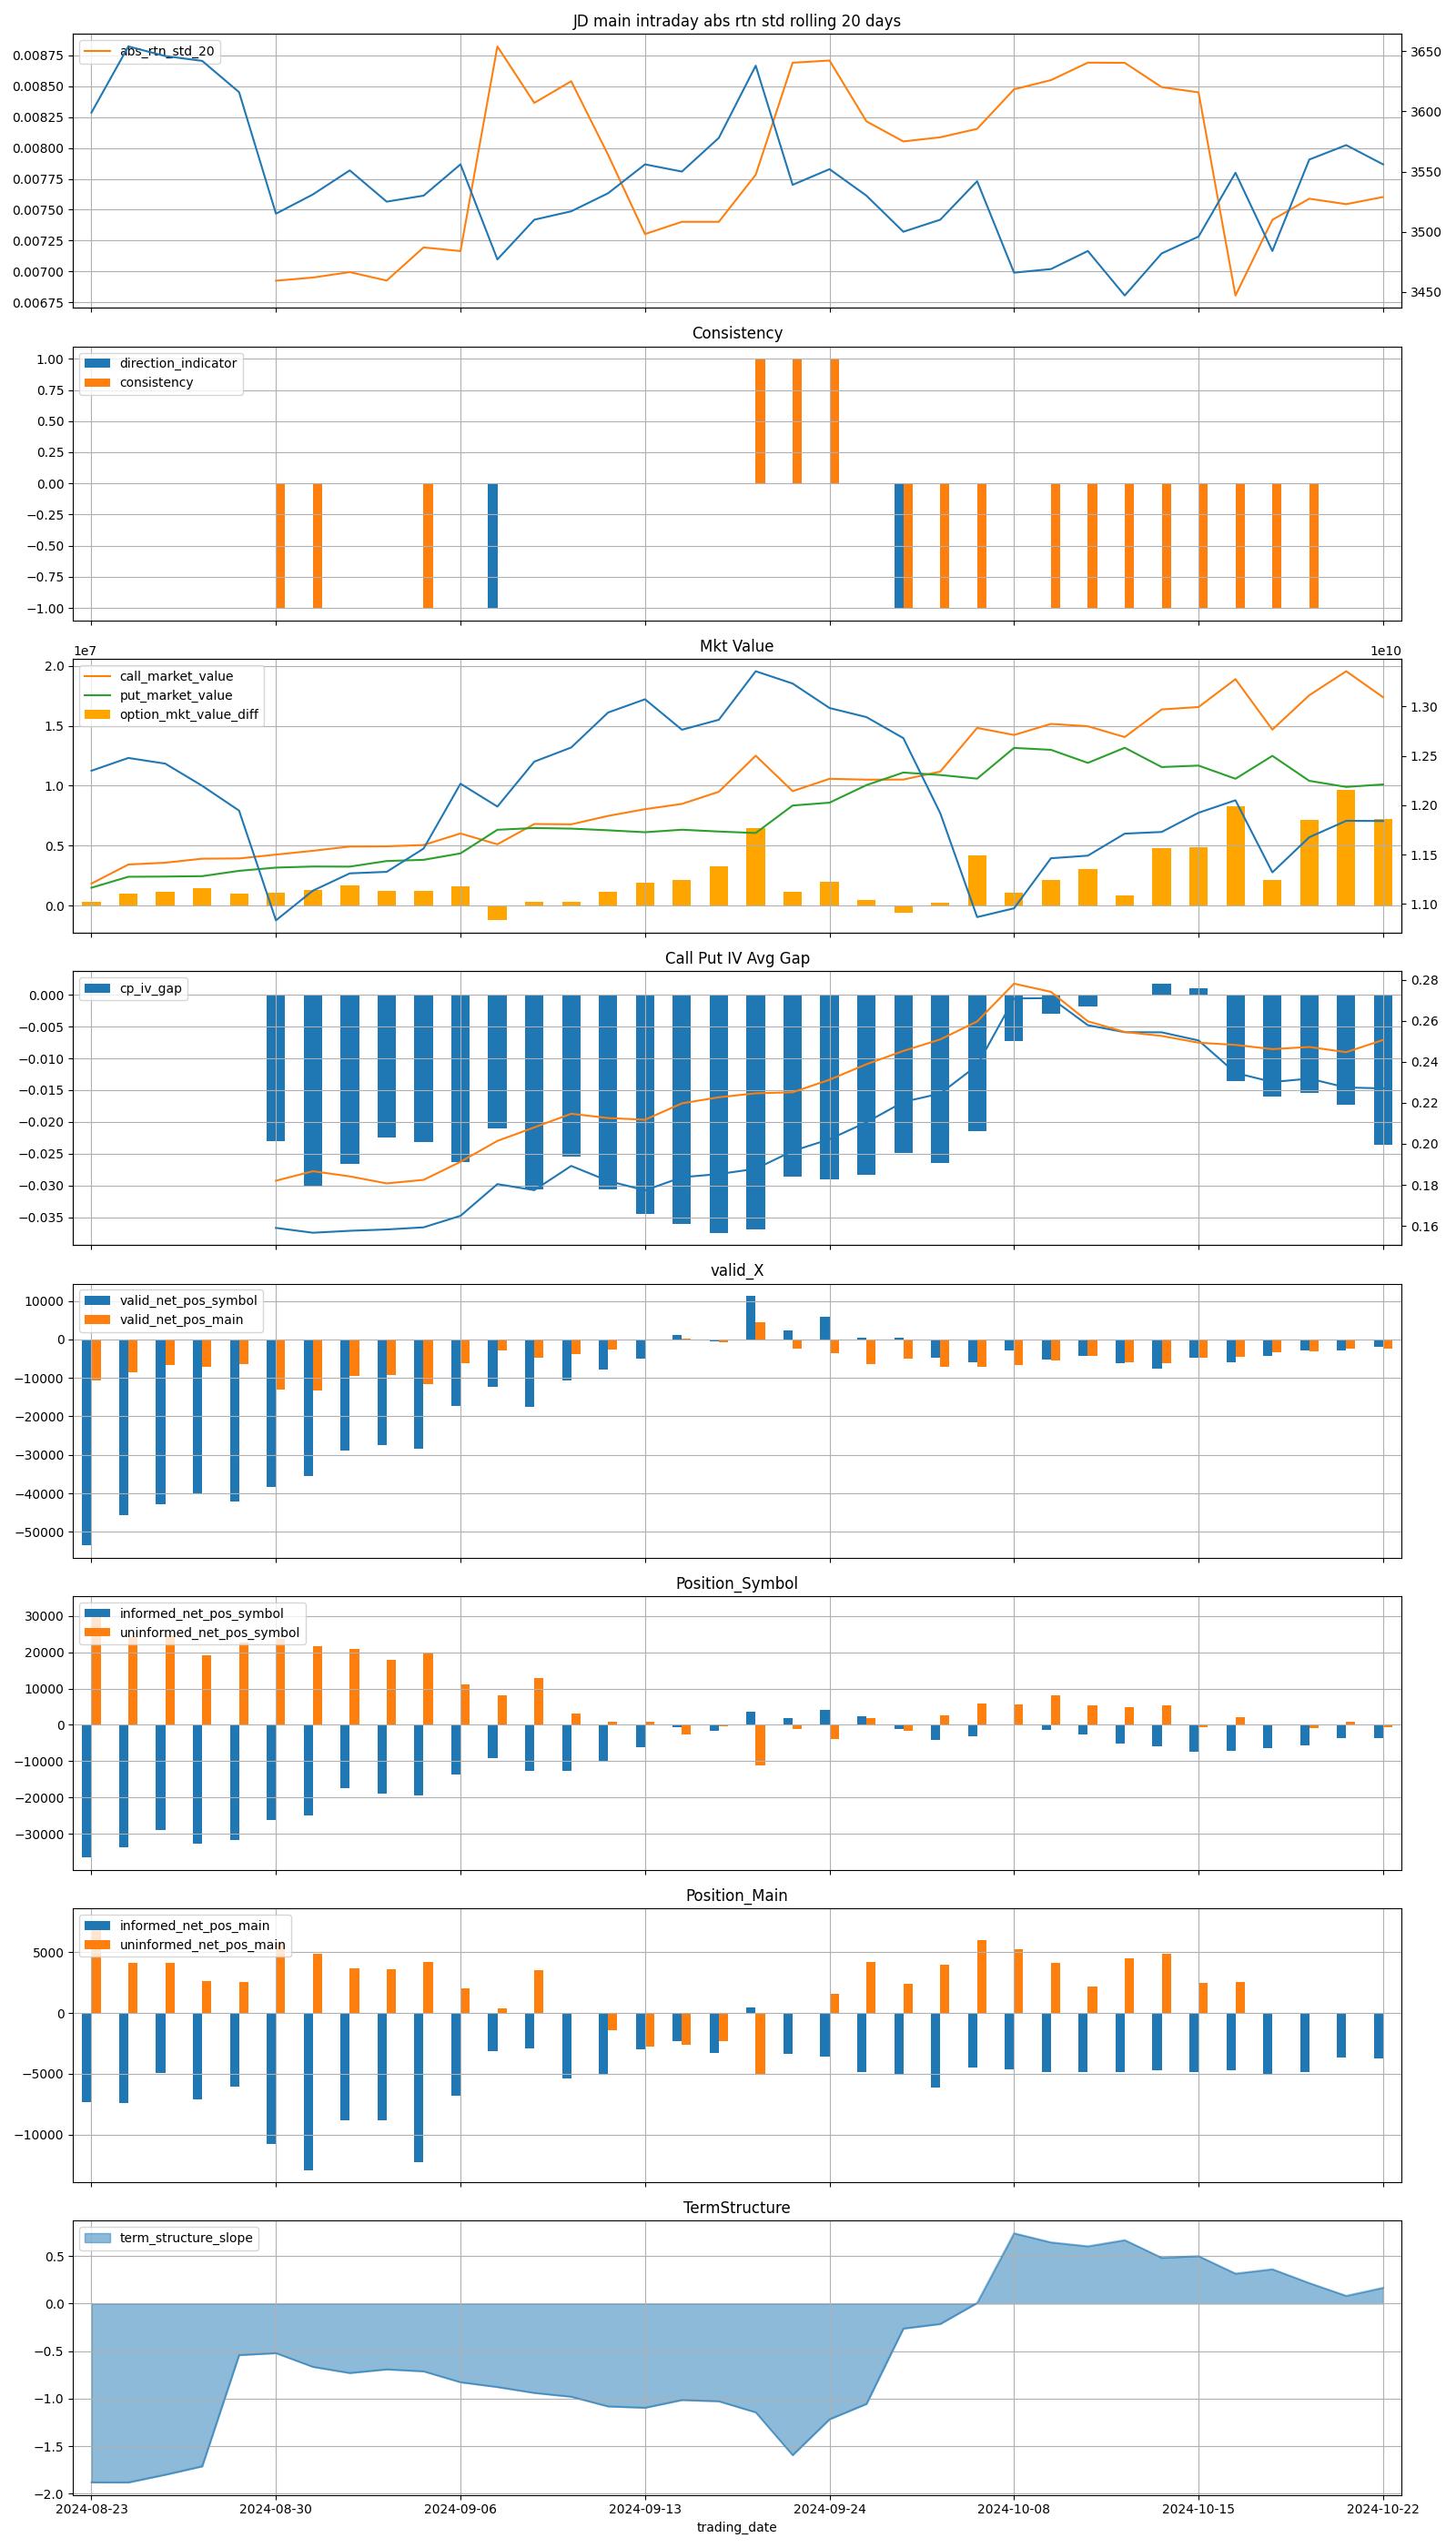 JD main intraday abs rtn std rolling 20 days
abs_rtn_std_20
0.00875
0.00850
0.00825
0.00800
0.00775
0.00750
0.00725
0.00700
0.00675
3650
3600
3550
3500
3450
Consistency
direction_indicator
consistency
1.00
0.75
0.50
0.25
0.00
−0.25
−0.50
−0.75
−1.00
Mkt Value
1e7
1e10
call_market_value
put_market_value
option_mkt_value_diff
2.0
1.5
1.0
0.5
0.0
1.30
1.25
1.20
1.15
1.10
Call Put IV Avg Gap
cp_iv_gap
0.000
−0.005
−0.010
−0.015
−0.020
−0.025
−0.030
−0.035
0.28
0.26
0.24
0.22
0.20
0.18
0.16
valid_X
valid_net_pos_symbol
valid_net_pos_main
10000
0
−10000
−20000
−30000
−40000
−50000
Position_Symbol
informed_net_pos_symbol
uninformed_net_pos_symbol
30000
20000
10000
0
−10000
−20000
−30000
Position_Main
informed_net_pos_main
uninformed_net_pos_main
5000
0
−5000
−10000
TermStructure
term_structure_slope
0.5
0.0
−0.5
−1.0
−1.5
−2.0
2024-08-23 2024-08-30 2024-09-06 2024-09-13 2024-09-24 2024-10-08 2024-10-15 2024-10-22
trading_date